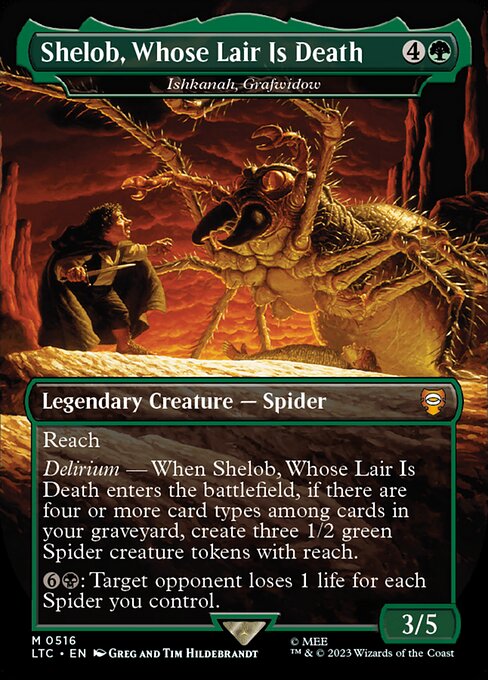 Shelob, Whose Lair Is Death 4
Ishkanah, Grafwidow
Legendary Creature — Spider
Reach
Delirium — When Shelob, Whose Lair Is
Death enters the battlefield, if there are
four or more card types among cards in
your graveyard, create three 1/2 green
Spider creature tokens with reach.
6: Target opponent loses 1 life for each
Spider you control.
3/5
M 0516
LTC • EN Greg and Tim Hildebrandt
© MEE
™ & © 2023 Wizards of the Coast